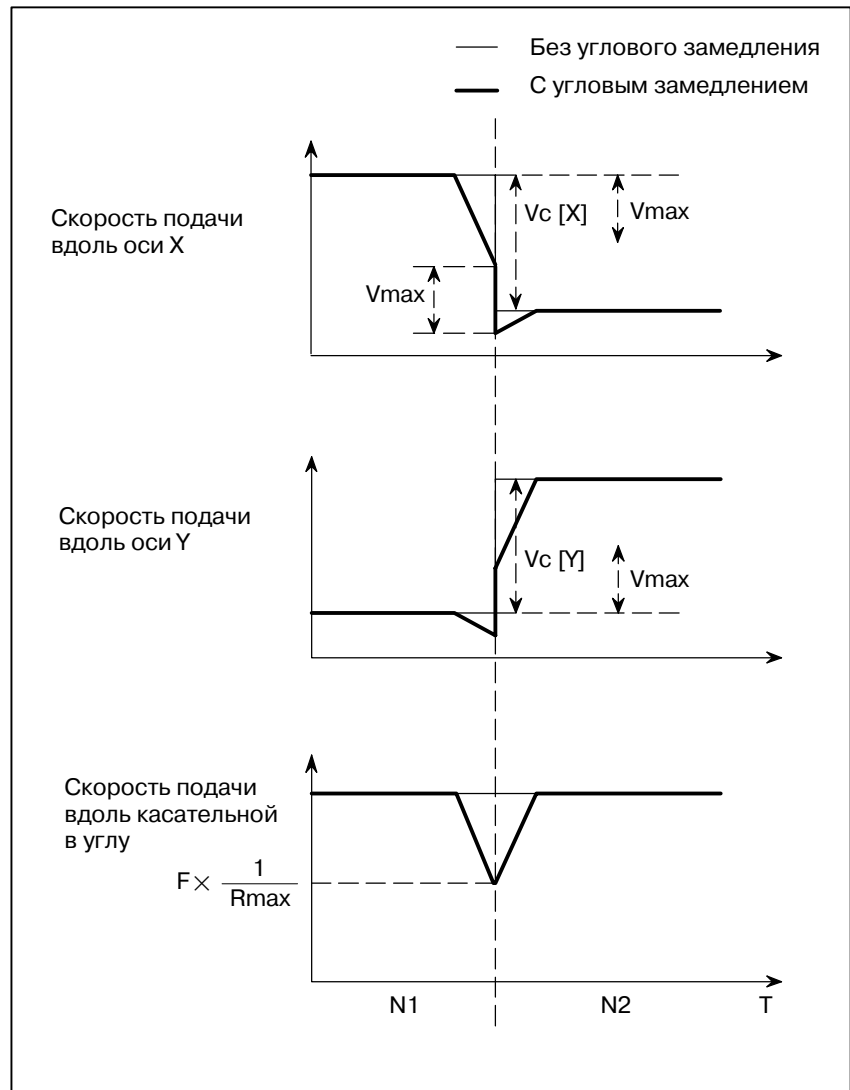 Без углового замедления
С угловым замедлением
Скорость подачи
вдоль оси X
Vc [X]
Vmax
Vmax
Скорость подачи
вдоль оси Y
Vc [Y]
Vmax
Скорость подачи
вдоль касательной
в углу
F× 1
Rmax
N1 N2 T